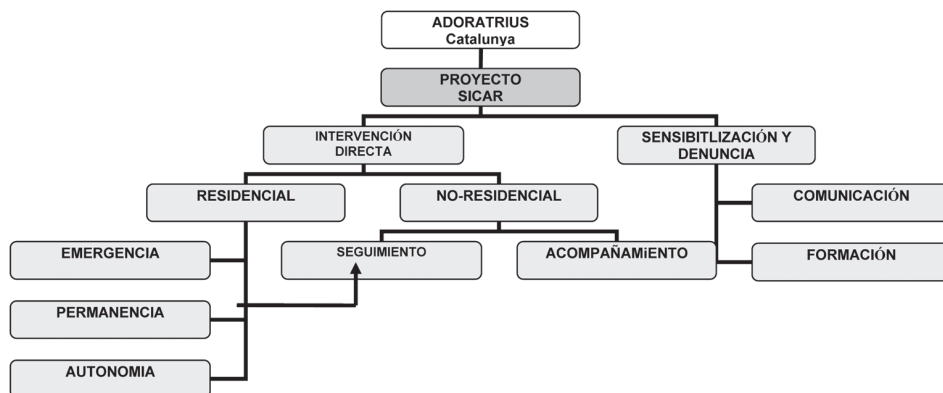 ADORATRIUS
Catalunya
PROYECTO
SICAR
INTERVENCIÓN
DIRECTA
SENSIBITLIZACIÓN Y
DENUNCIA
RESIDENCIAL
NO-RESIDENCIAL
COMUNICACIÓN
EMERGENCIA
SEGUIMIENTO
ACOMPAÑAMiENTO
FORMACIÓN
PERMANENCIA
AUTONOMIA